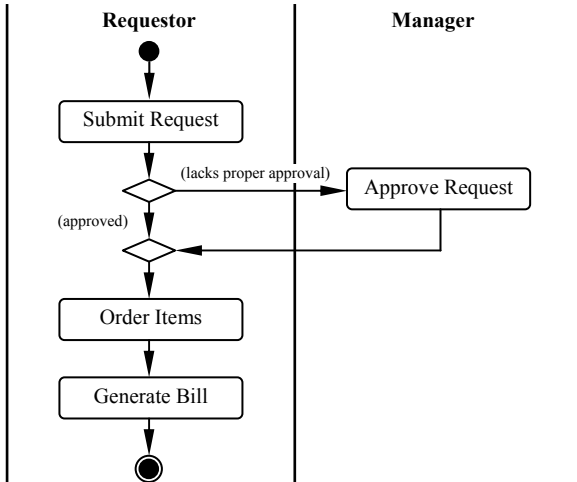 Requestor
Manager
Submit Request
(lacks proper approval)
Approve Request
(approved)
Order Items
Generate Bill